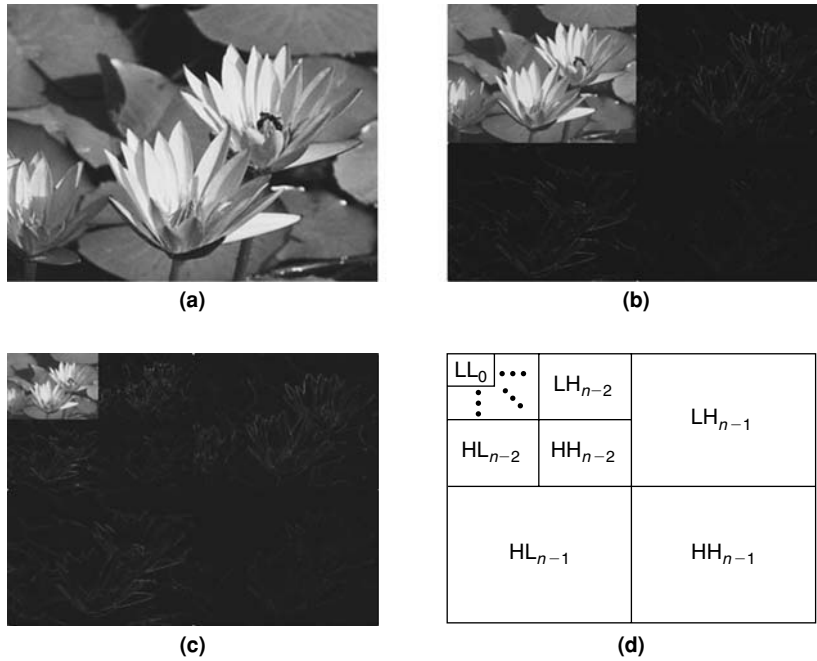 (a)
(b)
LL₀
LHₙ₋₂
LHₙ₋₁
HLₙ₋₂
HHₙ₋₂
HLₙ₋₁
HHₙ₋₁
(c)
(d)